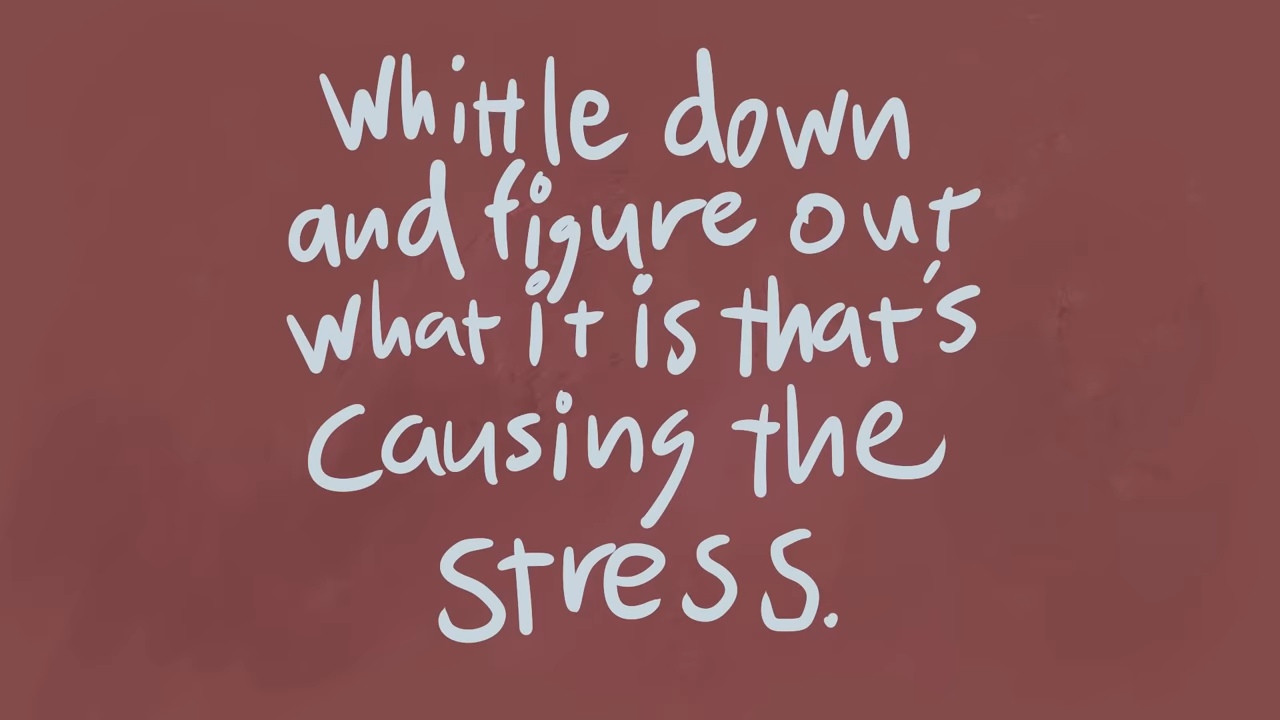 Whittle down
and figure out
what it is that's
causing the
stress.